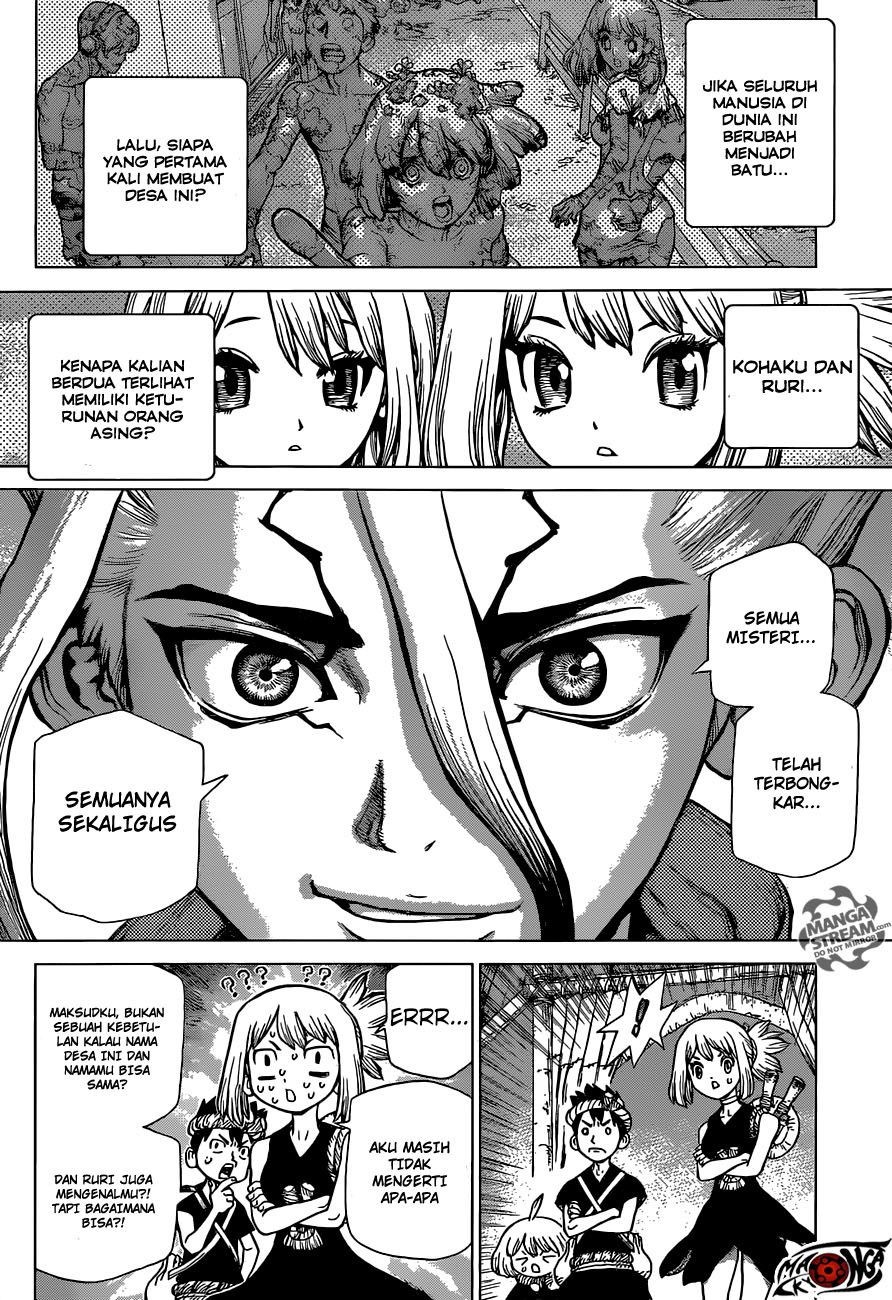 JIKA SELURUH
MANUSIA DI
DUNIA INI
BERUBAH
MENJADI
BATU...
LALU, SIAPA
YANG PERTAMA
KALI MEMBUAT
DESA INI?
KOHAKU DAN
RURI...
KENAPA KALIAN
BERDUA TERLIHAT
MEMILIKI KETU-
RUNAN ORANG
ASING?
SEMUA
MISTERI...
TELAH
TERBONG-
KAR...
SEMUANYA
SEKALIGUS
MANGA
STREAM.com
DO NOT MIRROR
!
???
??
ERRR...
AKU MASIH
TIDAK
MENGERTI
APA-APA
MAKSUDKU, BUKAN
SEBUAH KEBETU-
LAN KALAU NAMA
DESA INI DAN
NAMAMU BISA
SAMA?
DAN RURI JUGA
MENGENALMU?!
TAPI BAGAIMANA
BISA?!